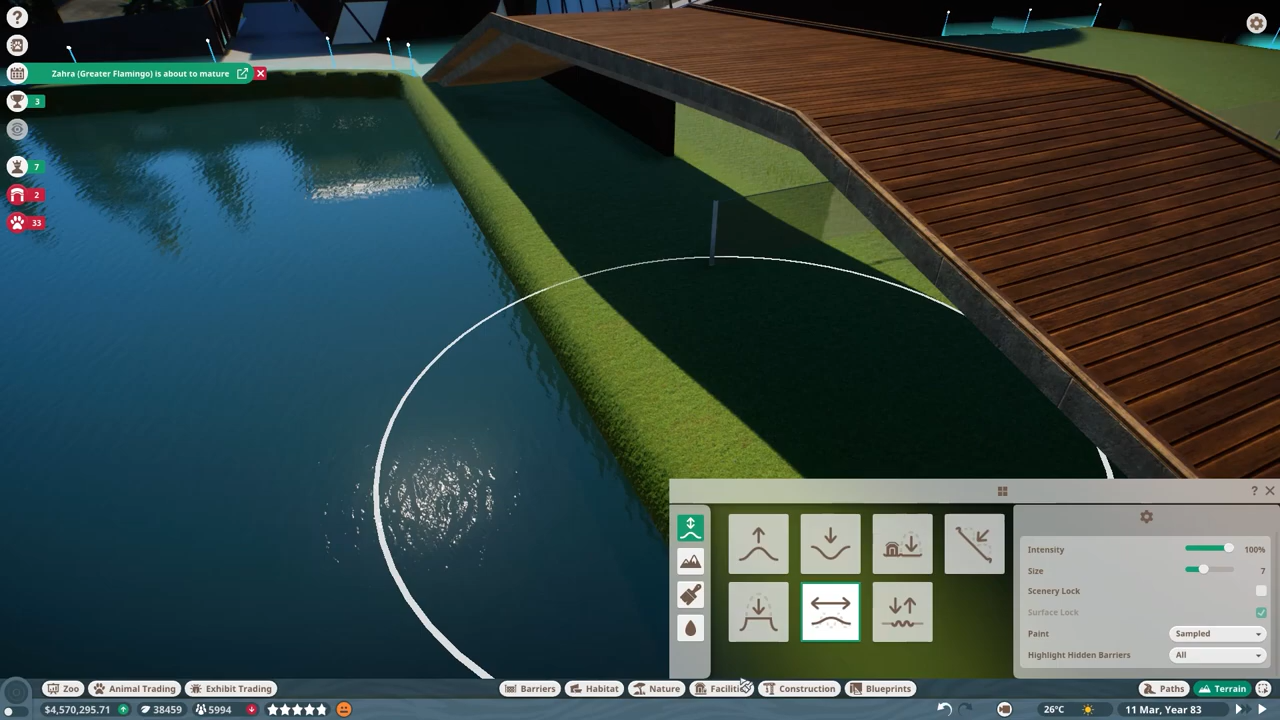 ?
Zahra (Greater Flamingo) is about to mature
3
7
2
33
?
Intensity 100%
Size 7
Scenery Lock
Surface Lock
Paint Sampled
Highlight Hidden Barriers All
Zoo Animal Trading Exhibit Trading Barriers Habitat Nature Facilities Construction Blueprints Paths Terrain
$4,570,295.71 38459 5994 26°C 11 Mar, Year 83